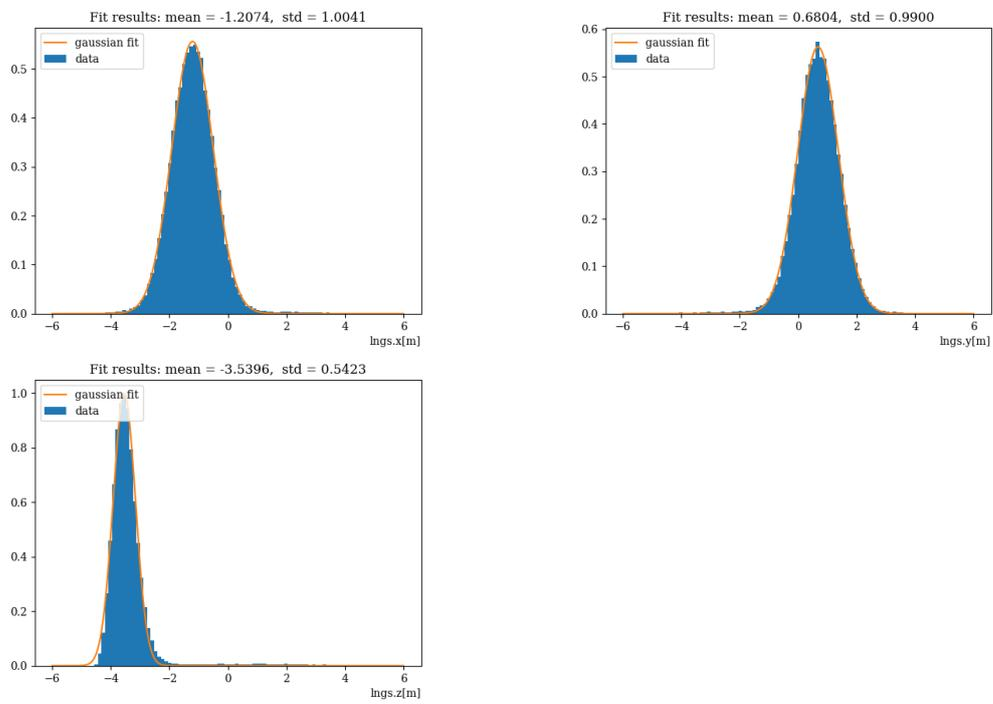 Fit results: mean = -1.2074,  std = 1.0041
gaussian fit
data
0.5
0.4
0.3
0.2
0.1
0.0
−6 −4 −2 0 2 4 6
lngs.x[m]
Fit results: mean = 0.6804,  std = 0.9900
gaussian fit
data
0.6
0.5
0.4
0.3
0.2
0.1
0.0
−6 −4 −2 0 2 4 6
lngs.y[m]
Fit results: mean = -3.5396,  std = 0.5423
gaussian fit
data
1.0
0.8
0.6
0.4
0.2
0.0
−6 −4 −2 0 2 4 6
lngs.z[m]